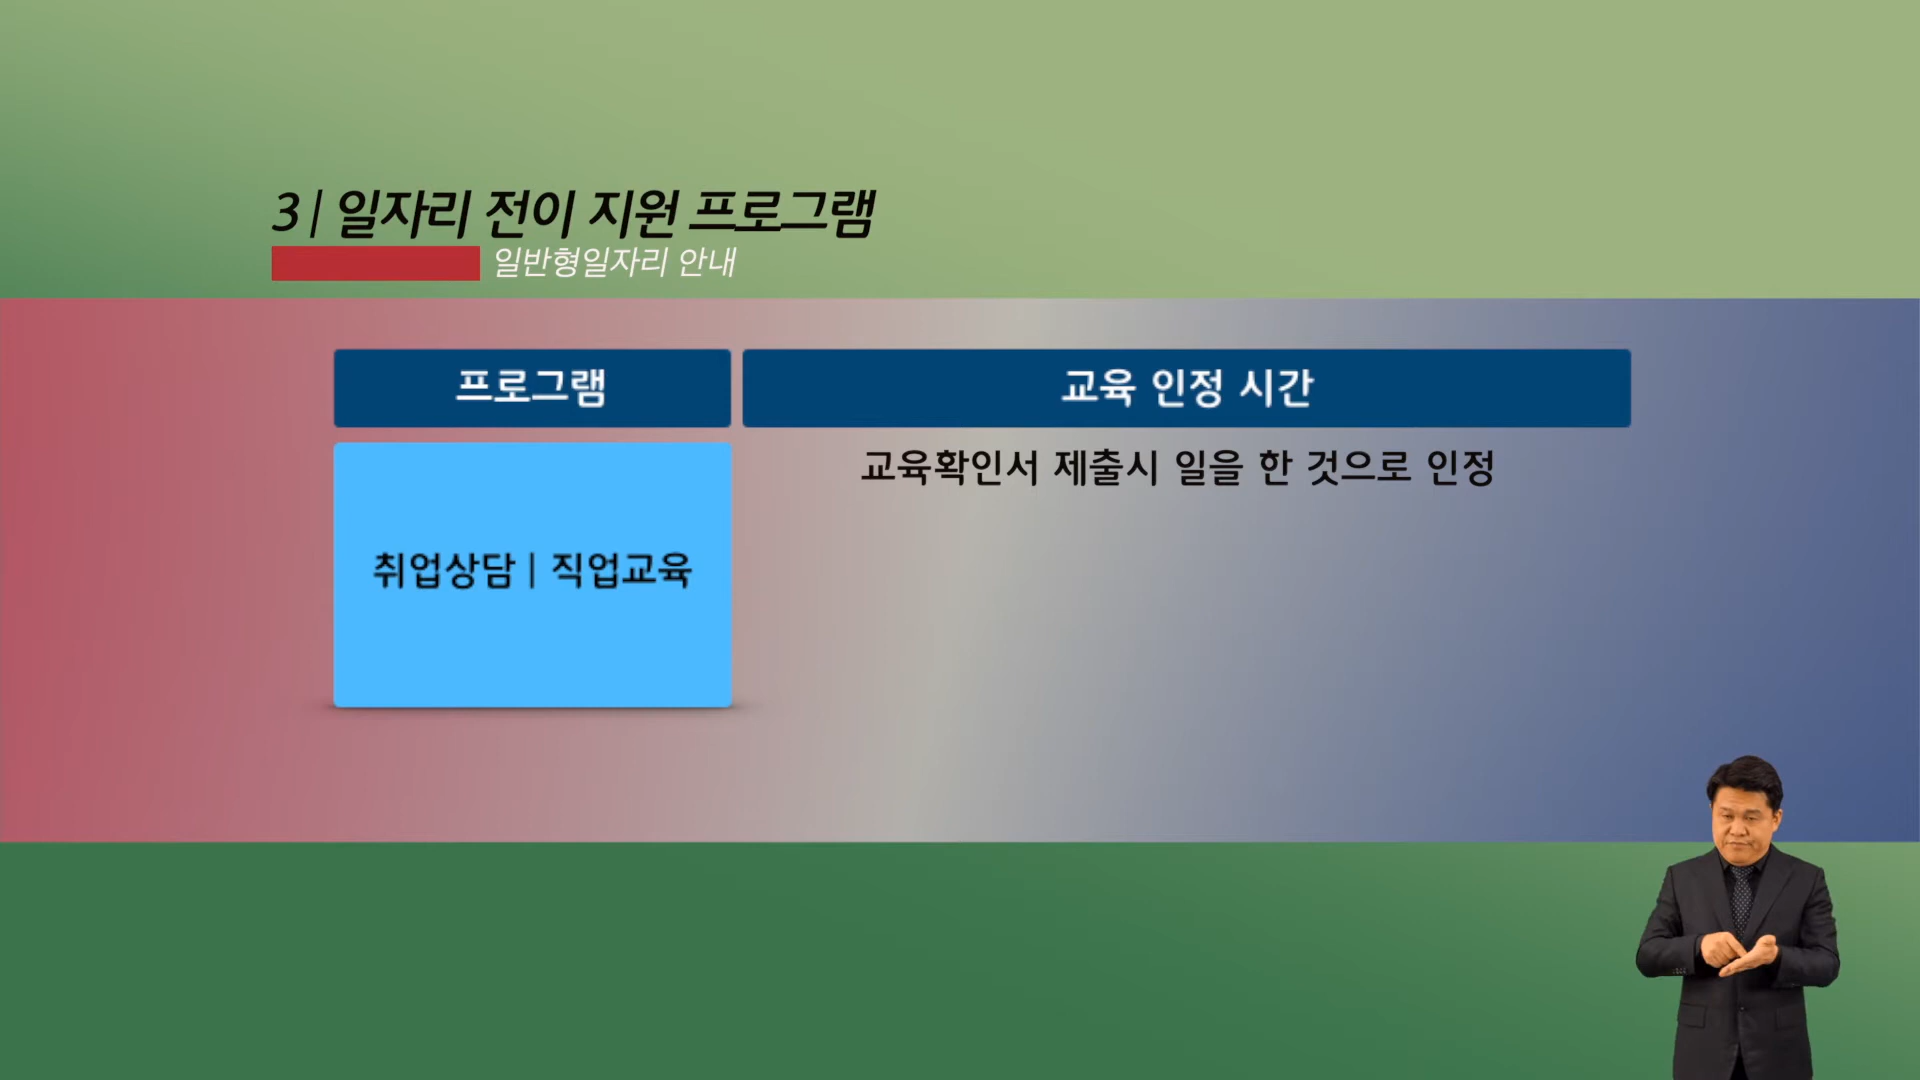 3 | 일자리 전이 지원 프로그램
일반형일자리 안내
프로그램
교육 인정 시간
교육확인서 제출시 일을 한 것으로 인정
취업상담 | 직업교육